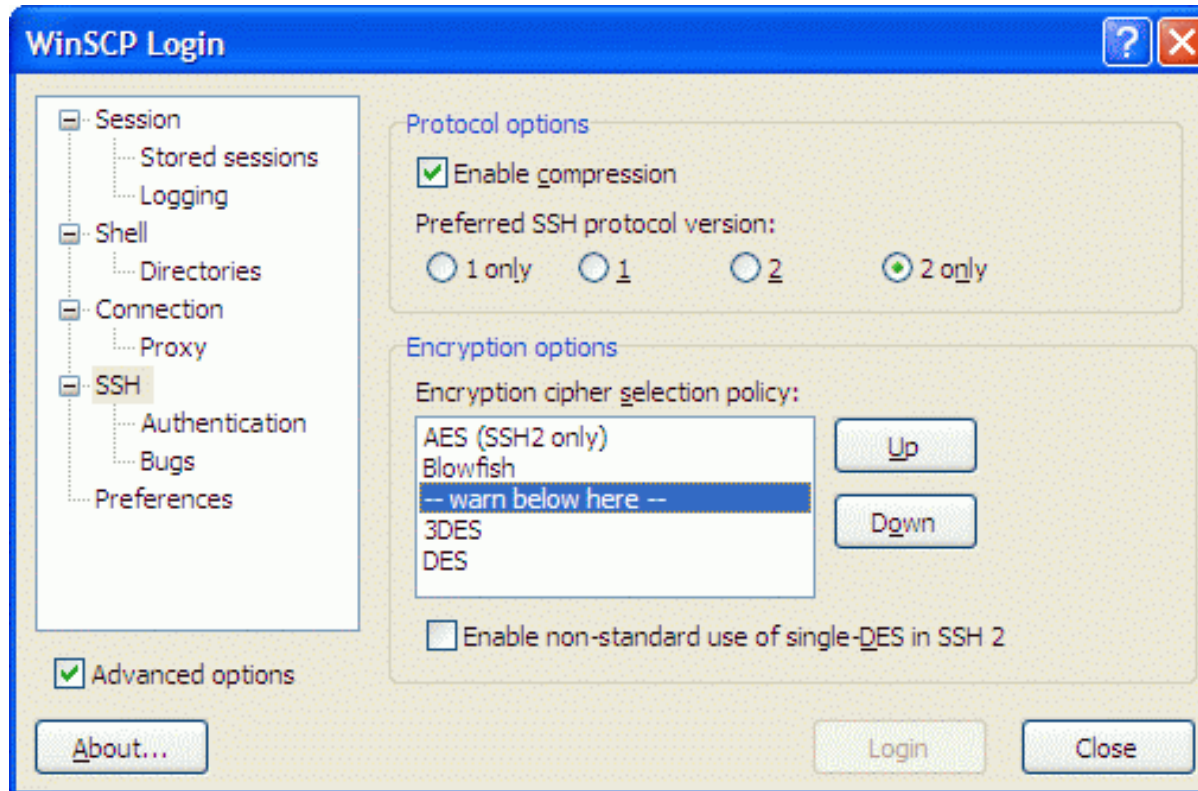 WinSCP Login
Session
Stored sessions
Logging
Shell
Directories
Connection
Proxy
SSH
Authentication
Bugs
Preferences
Advanced options
Protocol options
Enable compression
Preferred SSH protocol version:
1 only 1 2 2 only
Encryption options
Encryption cipher selection policy:
AES (SSH2 only)
Blowfish
-- warn below here --
3DES
DES
Up
Down
Enable non-standard use of single-DES in SSH 2
About... Login Close